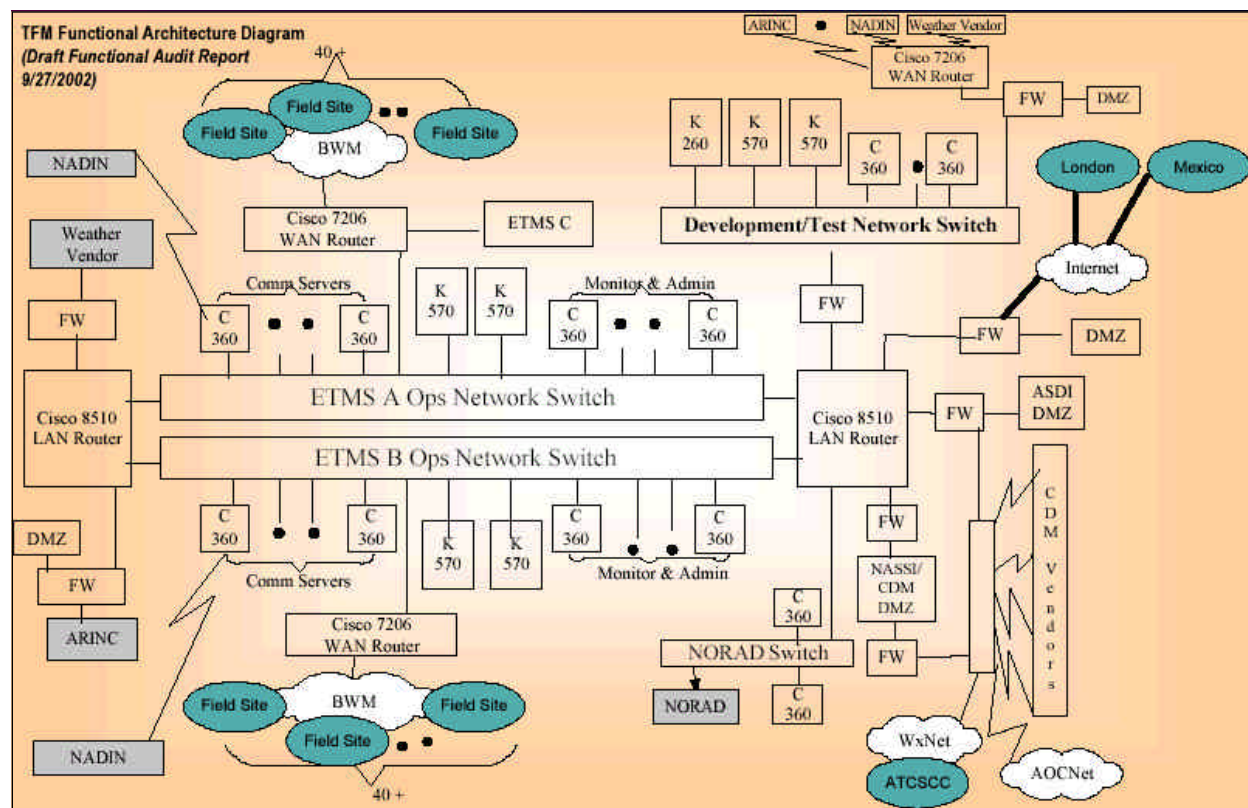 TFM Functional Architecture Diagram
(Draft Functional Audit Report
9/27/2002)
40 +
Field Site
Field Site
Field Site
BWM
NADIN
Cisco 7206
WAN Router
ETMS C
Weather
Vendor
FW
Comm Servers
C
360
C
360
K
570
K
570
Monitor & Admin
C
360
C
360
ARINC
NADIN
Weather Vendor
Cisco 7206
WAN Router
FW
DMZ
K
260
K
570
K
570
C
360
C
360
Development/Test Network Switch
London
Mexico
Internet
FW
FW
DMZ
Cisco 8510
LAN Router
ETMS A Ops Network Switch
ETMS B Ops Network Switch
Cisco 8510
LAN Router
FW
ASDI
DMZ
C
360
C
360
Comm Servers
K
570
K
570
C
360
C
360
Monitor & Admin
DMZ
FW
ARINC
NADIN
Cisco 7206
WAN Router
Field Site
BWM
Field Site
Field Site
40 +
FW
NASSI/
CDM
DMZ
FW
C
360
NORAD Switch
NORAD
C
360
CDM Vendors
WxNet
ATCSCC
AOCNet